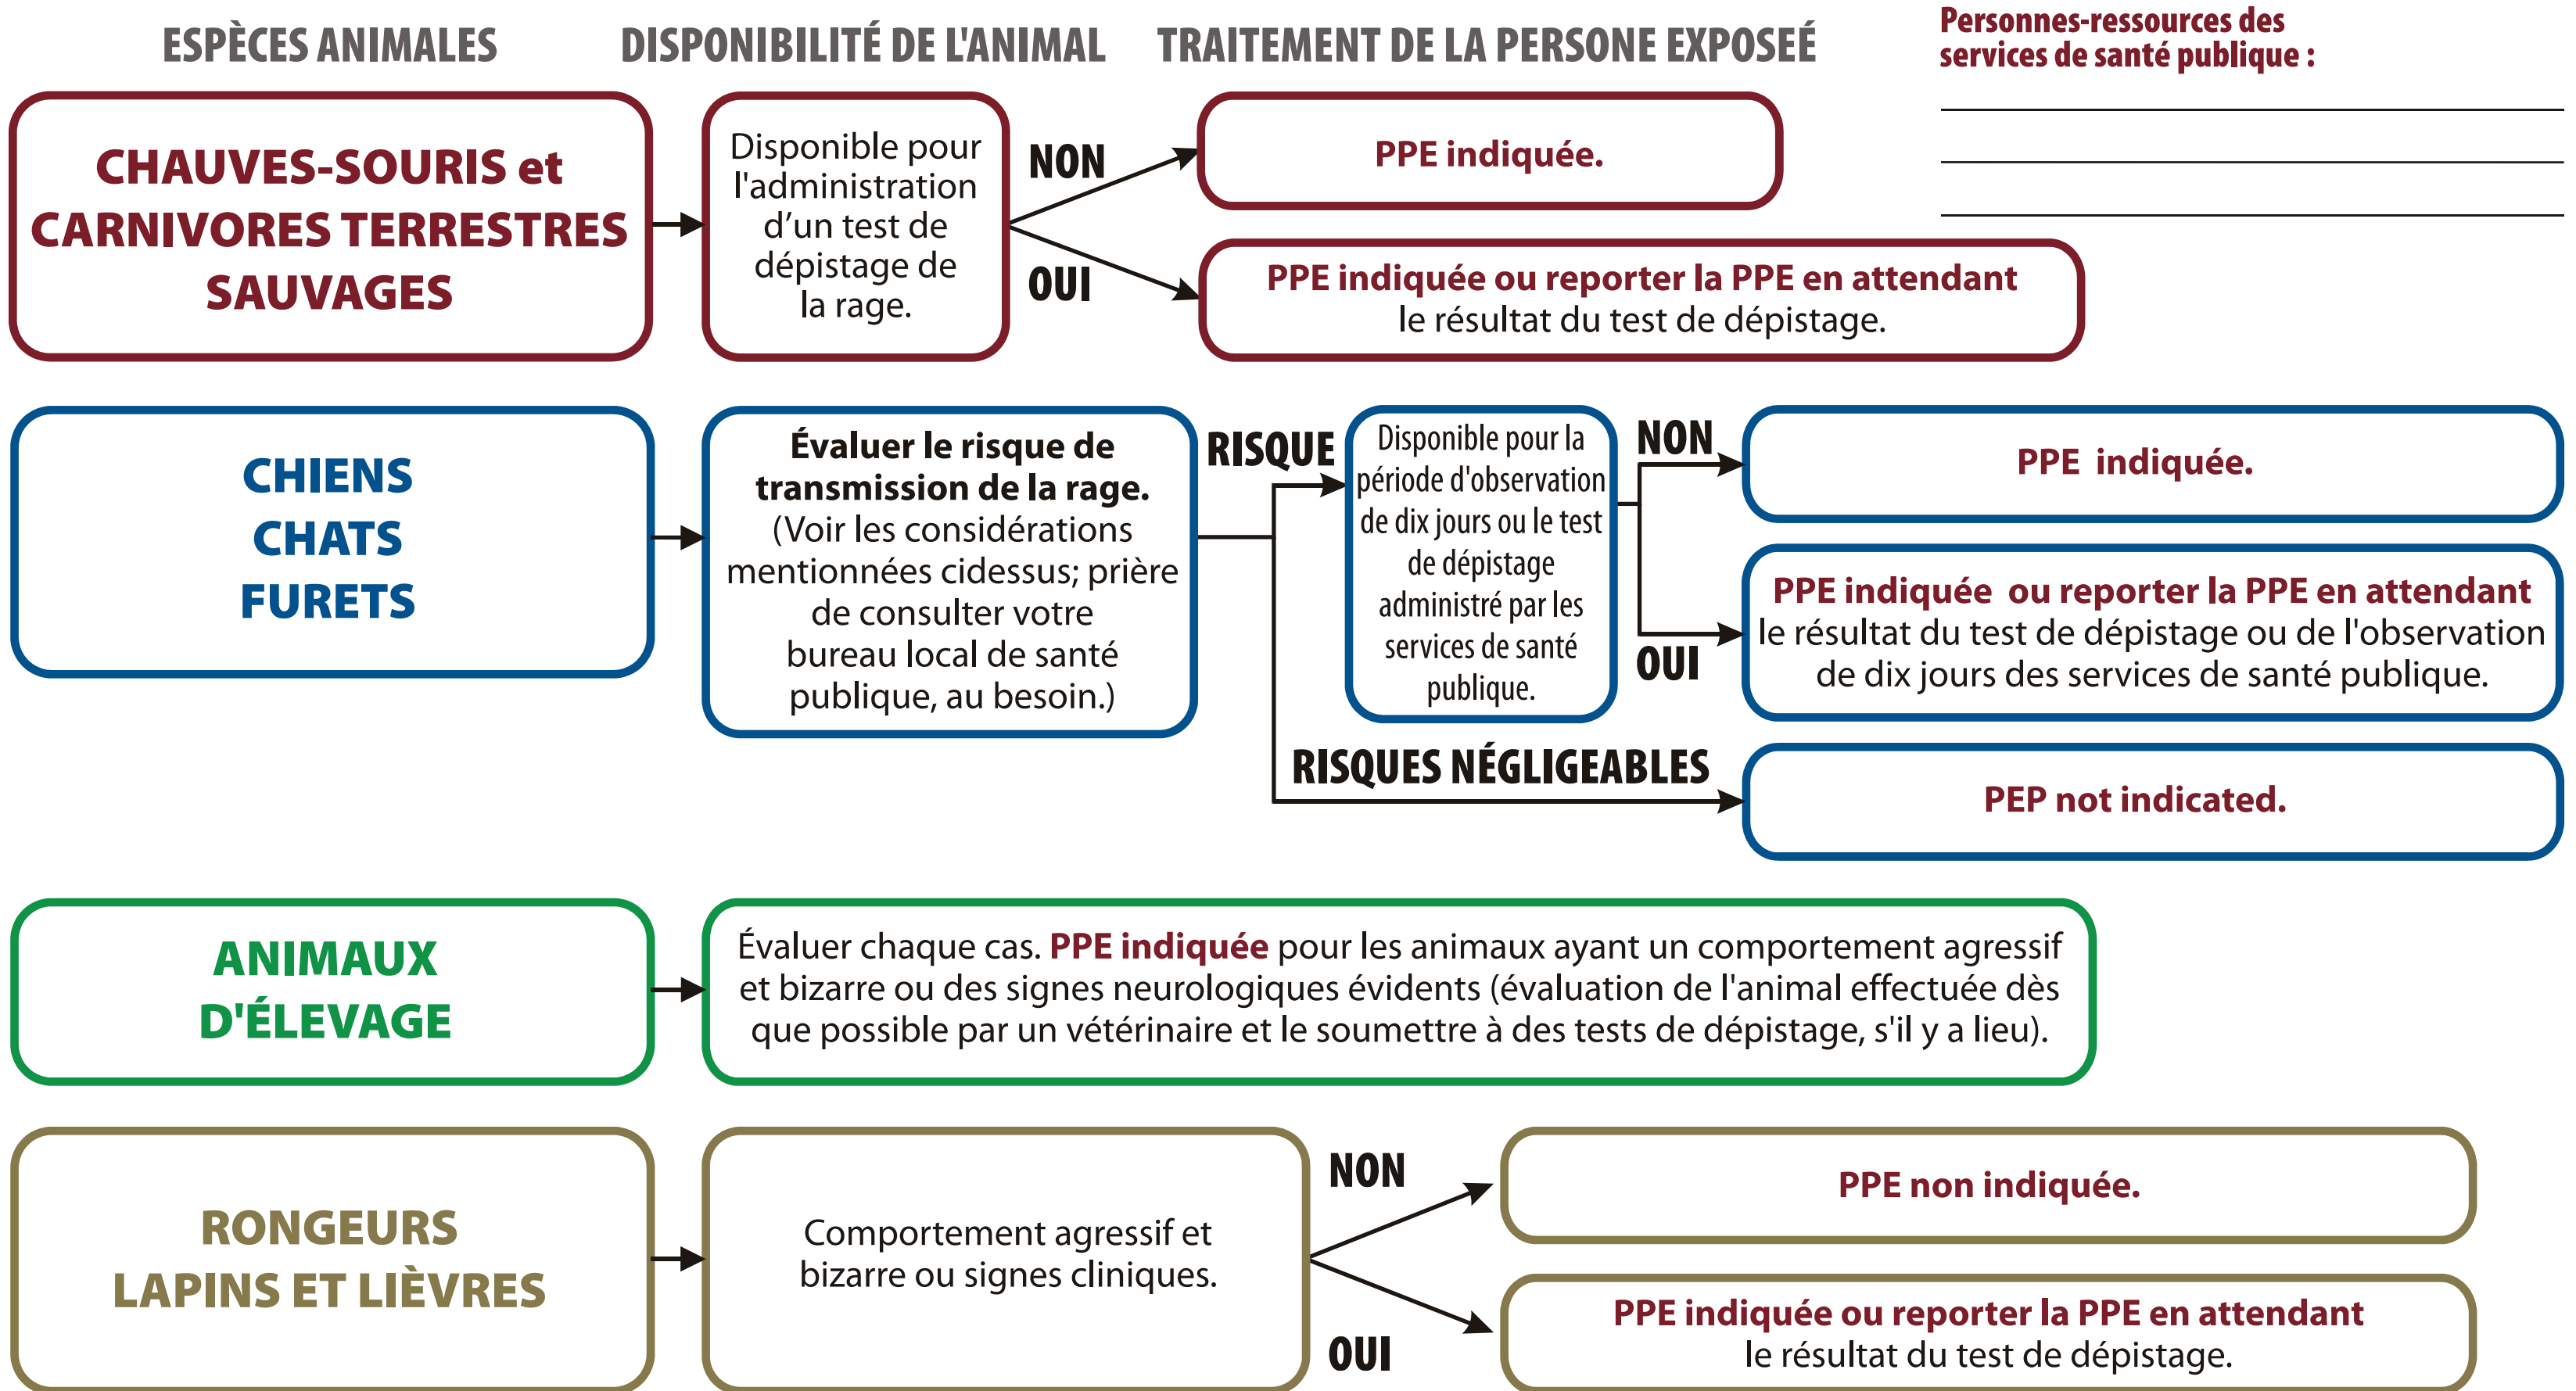 ESPÈCES ANIMALES
DISPONIBILITÉ DE L'ANIMAL
TRAITEMENT DE LA PERSONE EXPOSEÉ
Personnes-ressources des
services de santé publique :
CHAUVES-SOURIS et
CARNIVORES TERRESTRES
SAUVAGES
Disponible pour
l'administration
d’un test de
dépistage de
la rage.
NON
PPE indiquée.
OUI
PPE indiquée ou reporter la PPE en attendant
le résultat du test de dépistage.
CHIENS
CHATS
FURETS
Évaluer le risque de
transmission de la rage.
(Voir les considérations
mentionnées cidessus; prière
de consulter votre
bureau local de santé
publique, au besoin.)
RISQUE
Disponible pour la
période d'observation
de dix jours ou le test
de dépistage
administré par les
services de santé
publique.
NON
PPE indiquée.
OUI
PPE indiquée ou reporter la PPE en attendant
le résultat du test de dépistage ou de l'observation
de dix jours des services de santé publique.
RISQUES NÉGLIGEABLES
PEP not indicated.
ANIMAUX
D'ÉLEVAGE
Évaluer chaque cas. PPE indiquée pour les animaux ayant un comportement agressif
et bizarre ou des signes neurologiques évidents (évaluation de l'animal effectuée dès
que possible par un vétérinaire et le soumettre à des tests de dépistage, s'il y a lieu).
RONGEURS
LAPINS ET LIÈVRES
Comportement agressif et
bizarre ou signes cliniques.
NON
PPE non indiquée.
OUI
PPE indiquée ou reporter la PPE en attendant
le résultat du test de dépistage.